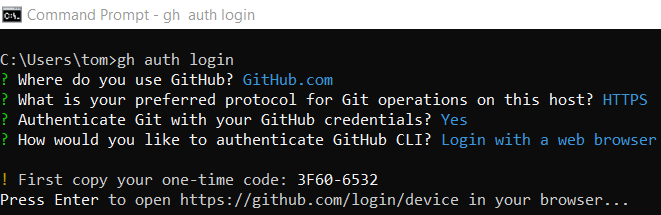 Command Prompt - gh  auth login
C:\Users\tom>gh auth login
? Where do you use GitHub? GitHub.com
? What is your preferred protocol for Git operations on this host? HTTPS
? Authenticate Git with your GitHub credentials? Yes
? How would you like to authenticate GitHub CLI? Login with a web browser
! First copy your one-time code: 3F60-6532
Press Enter to open https://github.com/login/device in your browser...